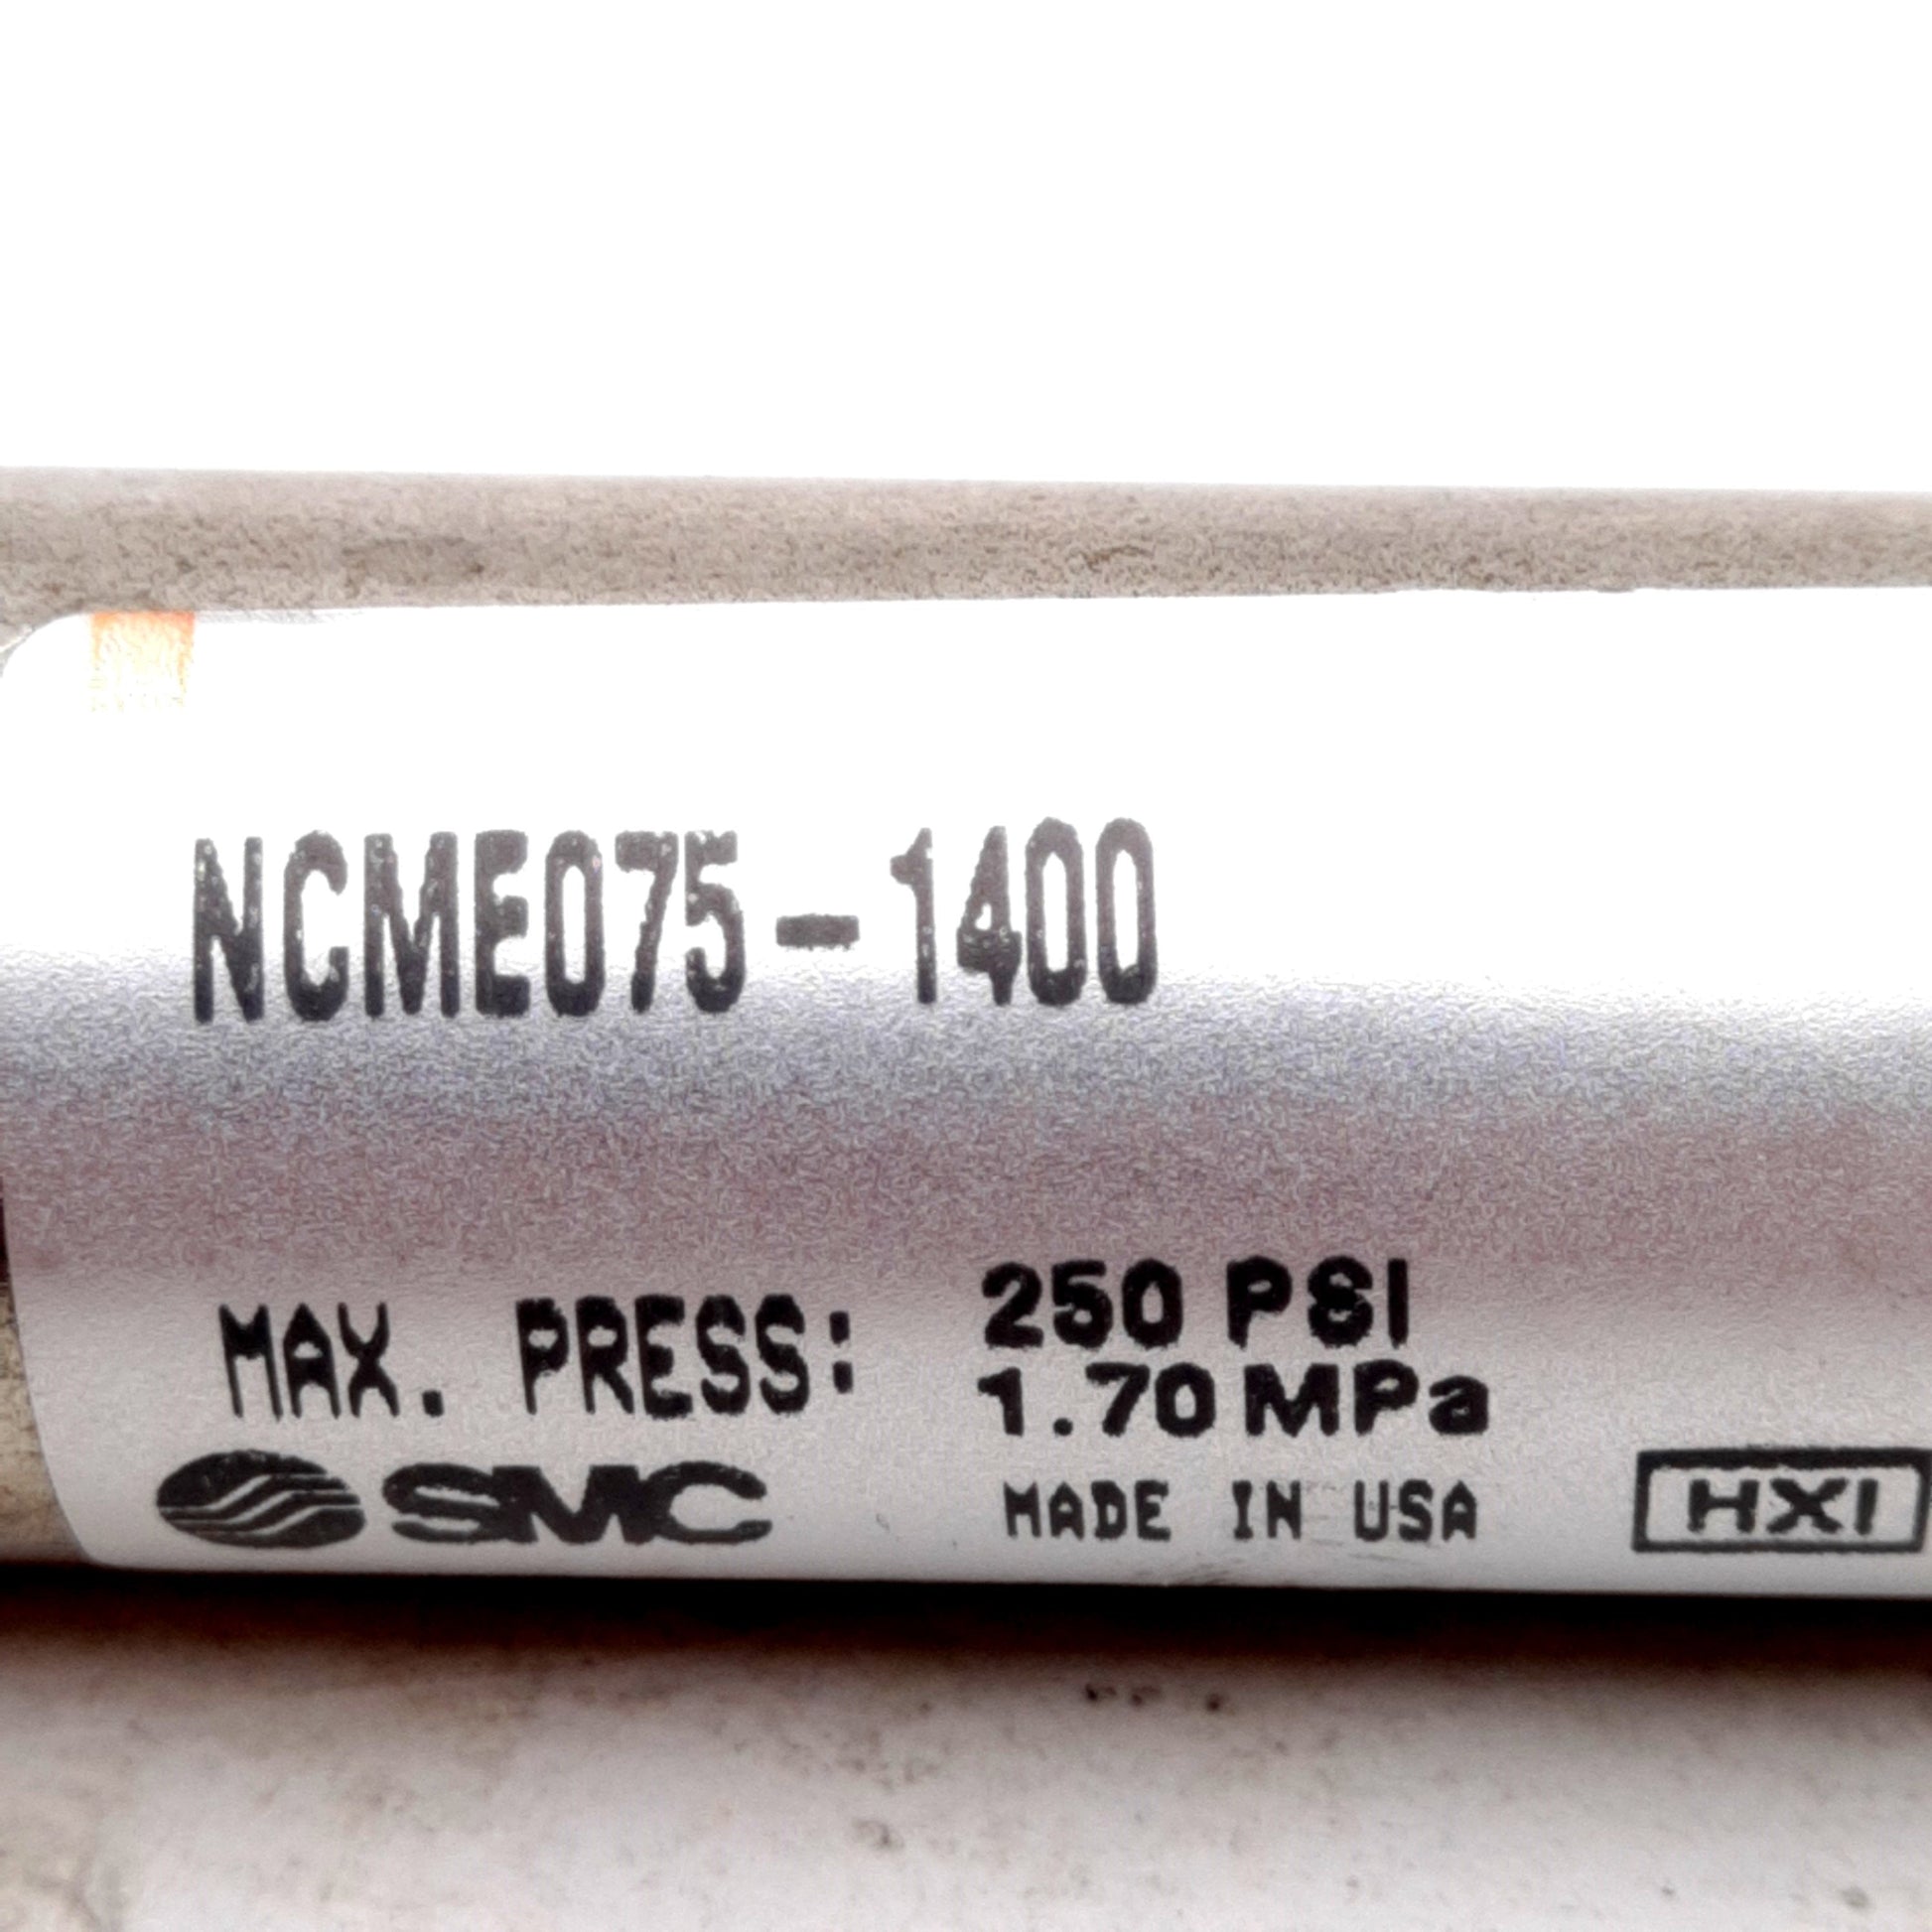 NCME075-1400
MAX. PRESS: 250 PSI
1.70 MPa
SMC MADE IN USA HXI